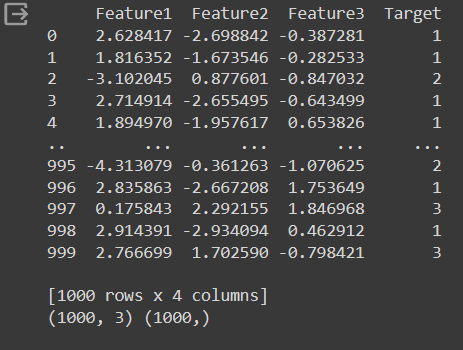 Feature1 Feature2 Feature3 Target
0 2.628417 -2.698842 -0.387281 1
1 1.816352 -1.673546 -0.282533 1
2 -3.102045 0.877601 -0.847032 2
3 2.714914 -2.655495 -0.643499 1
4 1.894970 -1.957617 0.653826 1
.. ... ... ... ...
995 -4.313079 -0.361263 -1.070625 2
996 2.835863 -2.667208 1.753649 1
997 0.175843 2.292155 1.846968 3
998 2.914391 -2.934094 0.462912 1
999 2.766699 1.702590 -0.798421 3
[1000 rows x 4 columns]
(1000, 3) (1000,)